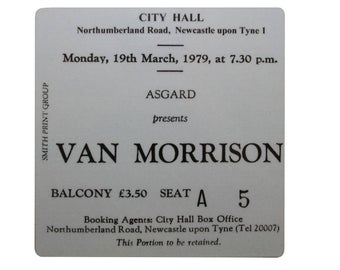 CITY HALL
Northumberland Road, Newcastle upon Tyne 1
Monday, 19th March, 1979, at 7.30 p.m.
ASGARD
presents
VAN MORRISON
BALCONY £3.50 SEAT A 5
Booking Agents: City Hall Box Office
Northumberland Road, Newcastle upon Tyne (Tel 20007)
This Portion to be retained.
SMITH PRINT GROUP